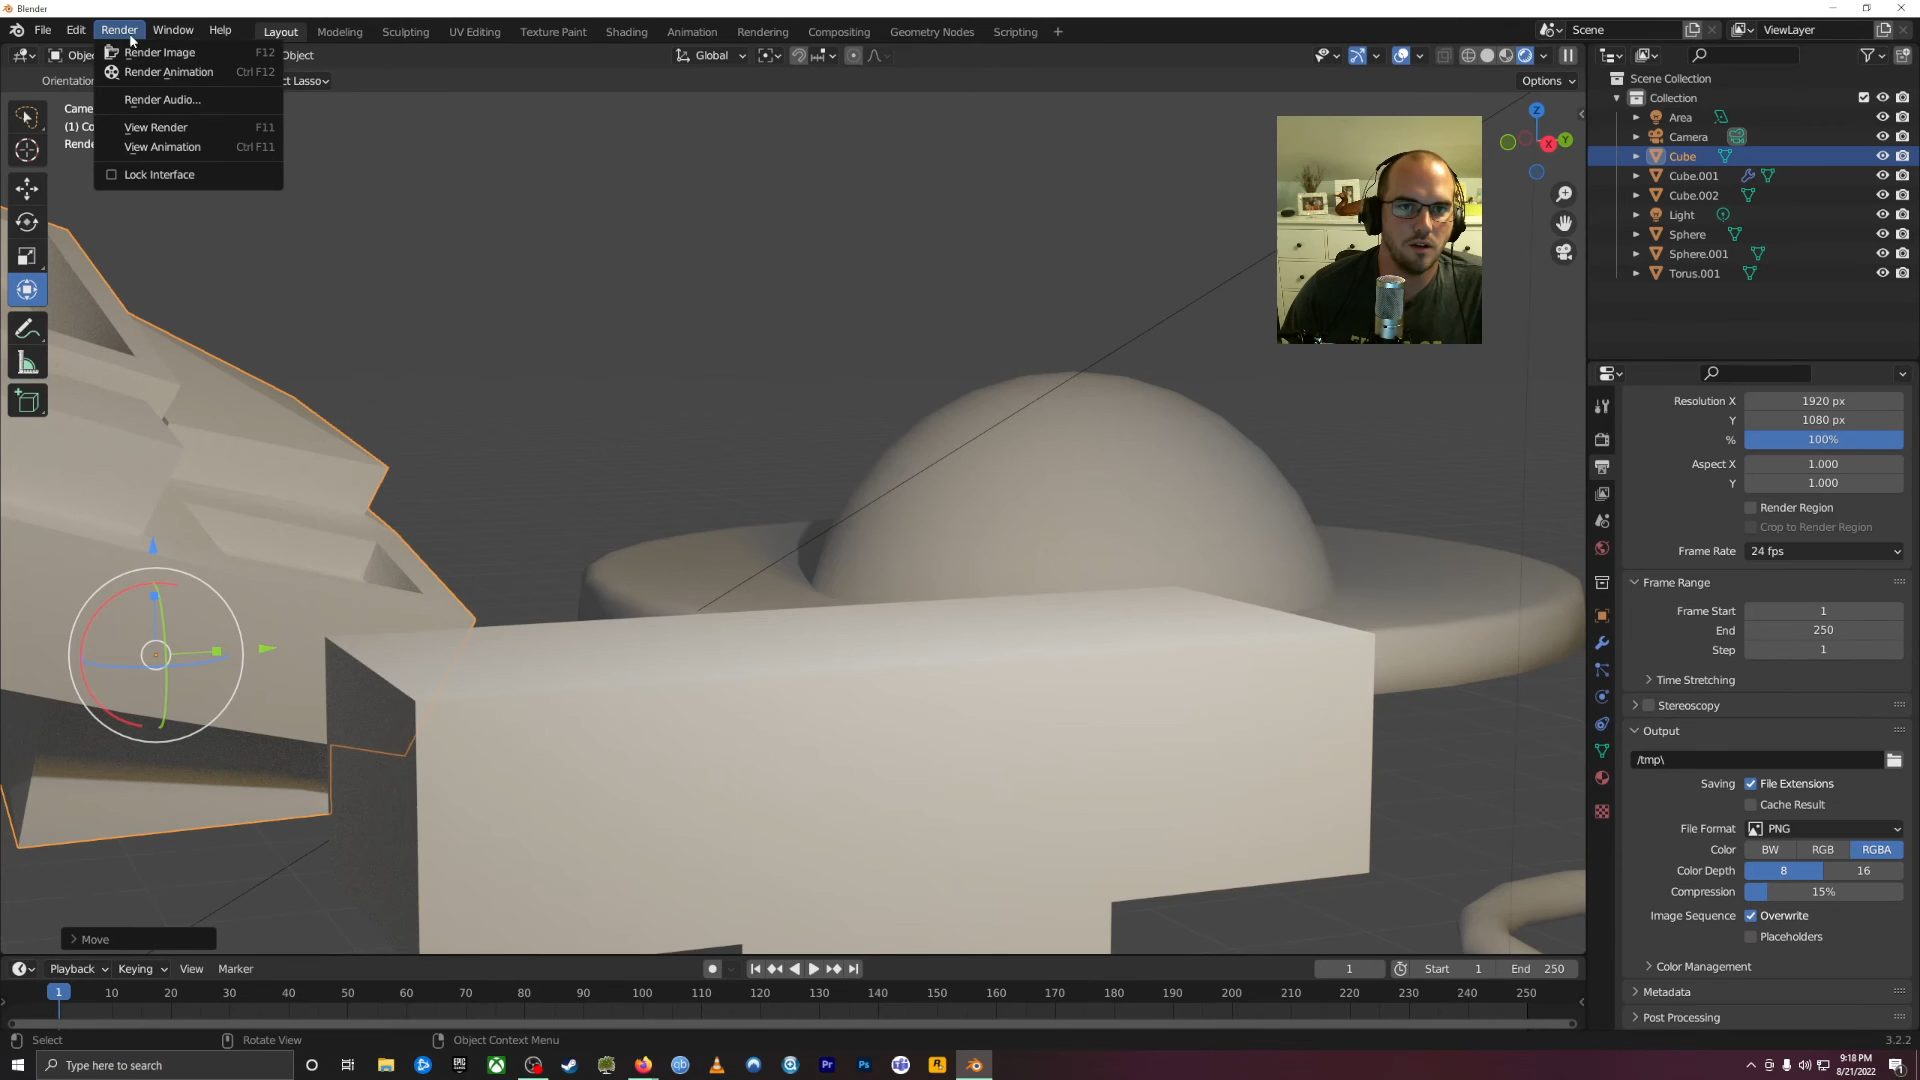 Blender
File Edit Render Window Help Layout Modeling Sculpting UV Editing Texture Paint Shading Animation Rendering Compositing Geometry Nodes Scripting + Scene ViewLayer
Render Image F12
Render Animation Ctrl F12
Render Audio...
View Render F11
View Animation Ctrl F11
Lock Interface
Object
Global
Options
Z
X
Y
Move
Scene Collection
Collection
Area
Camera
Cube
Cube.001
Cube.002
Light
Sphere
Sphere.001
Torus.001
Resolution X 1920 px
Y 1080 px
% 100%
Aspect X 1.000
Y 1.000
Render Region
Crop to Render Region
Frame Rate 24 fps
Frame Range
Frame Start 1
End 250
Step 1
Time Stretching
Stereoscopy
Output
/tmp\
Saving File Extensions
Cache Result
File Format PNG
Color BW RGB RGBA
Color Depth 8 16
Compression 15%
Image Sequence Overwrite
Placeholders
Color Management
Metadata
Post Processing
Playback Keying View Marker 1 Start 1 End 250
1 10 20 30 40 50 60 70 80 90 100 110 120 130 140 150 160 170 180 190 200 210 220 230 240 250
Select Rotate View Object Context Menu 3.2.2
Type here to search
9:18 PM
8/21/2022